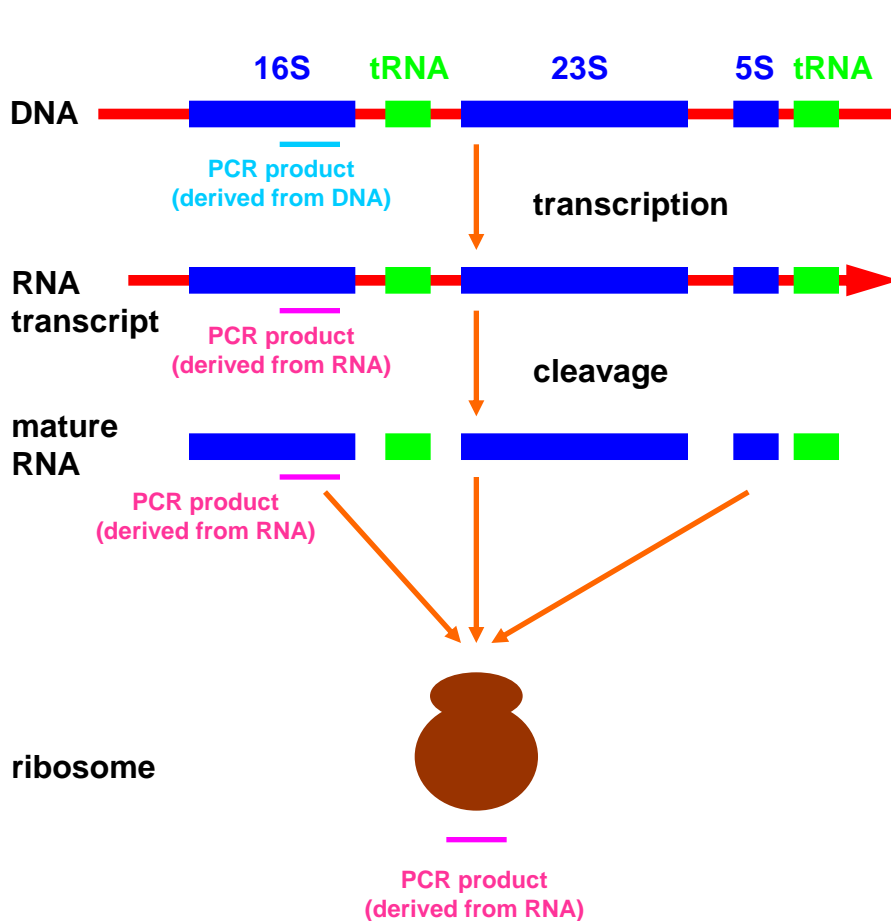 16S tRNA 23S 5S tRNA
DNA
PCR product
(derived from DNA)
transcription
RNA
transcript
PCR product
(derived from RNA)
cleavage
mature
RNA
PCR product
(derived from RNA)
ribosome
PCR product
(derived from RNA)